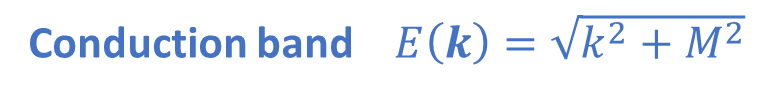 Conduction band E(k) = √k² + M²